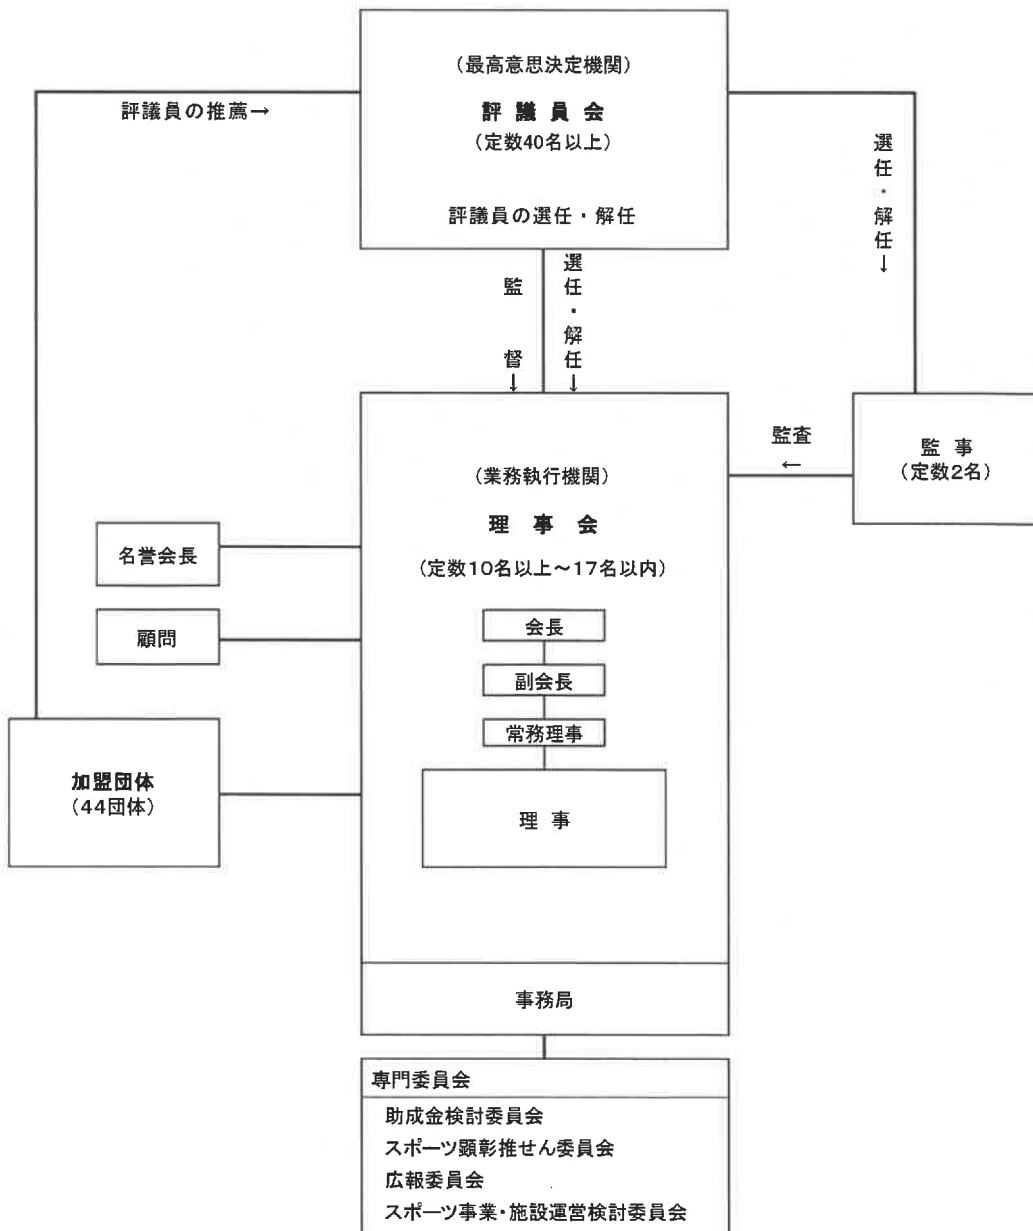 (最高意思決定機関)
評議員会
(定数40名以上)
評議員の選任・解任
評議員の推薦→
選任・解任↓
監督↓
選任・解任↓
(業務執行機関)
理事会
(定数10名以上～17名以内)
会長
副会長
常務理事
理事
監査
←
監事
(定数2名)
名誉会長
顧問
加盟団体
(44団体)
事務局
専門委員会
助成金検討委員会
スポーツ顕彰推せん委員会
広報委員会
スポーツ事業・施設運営検討委員会